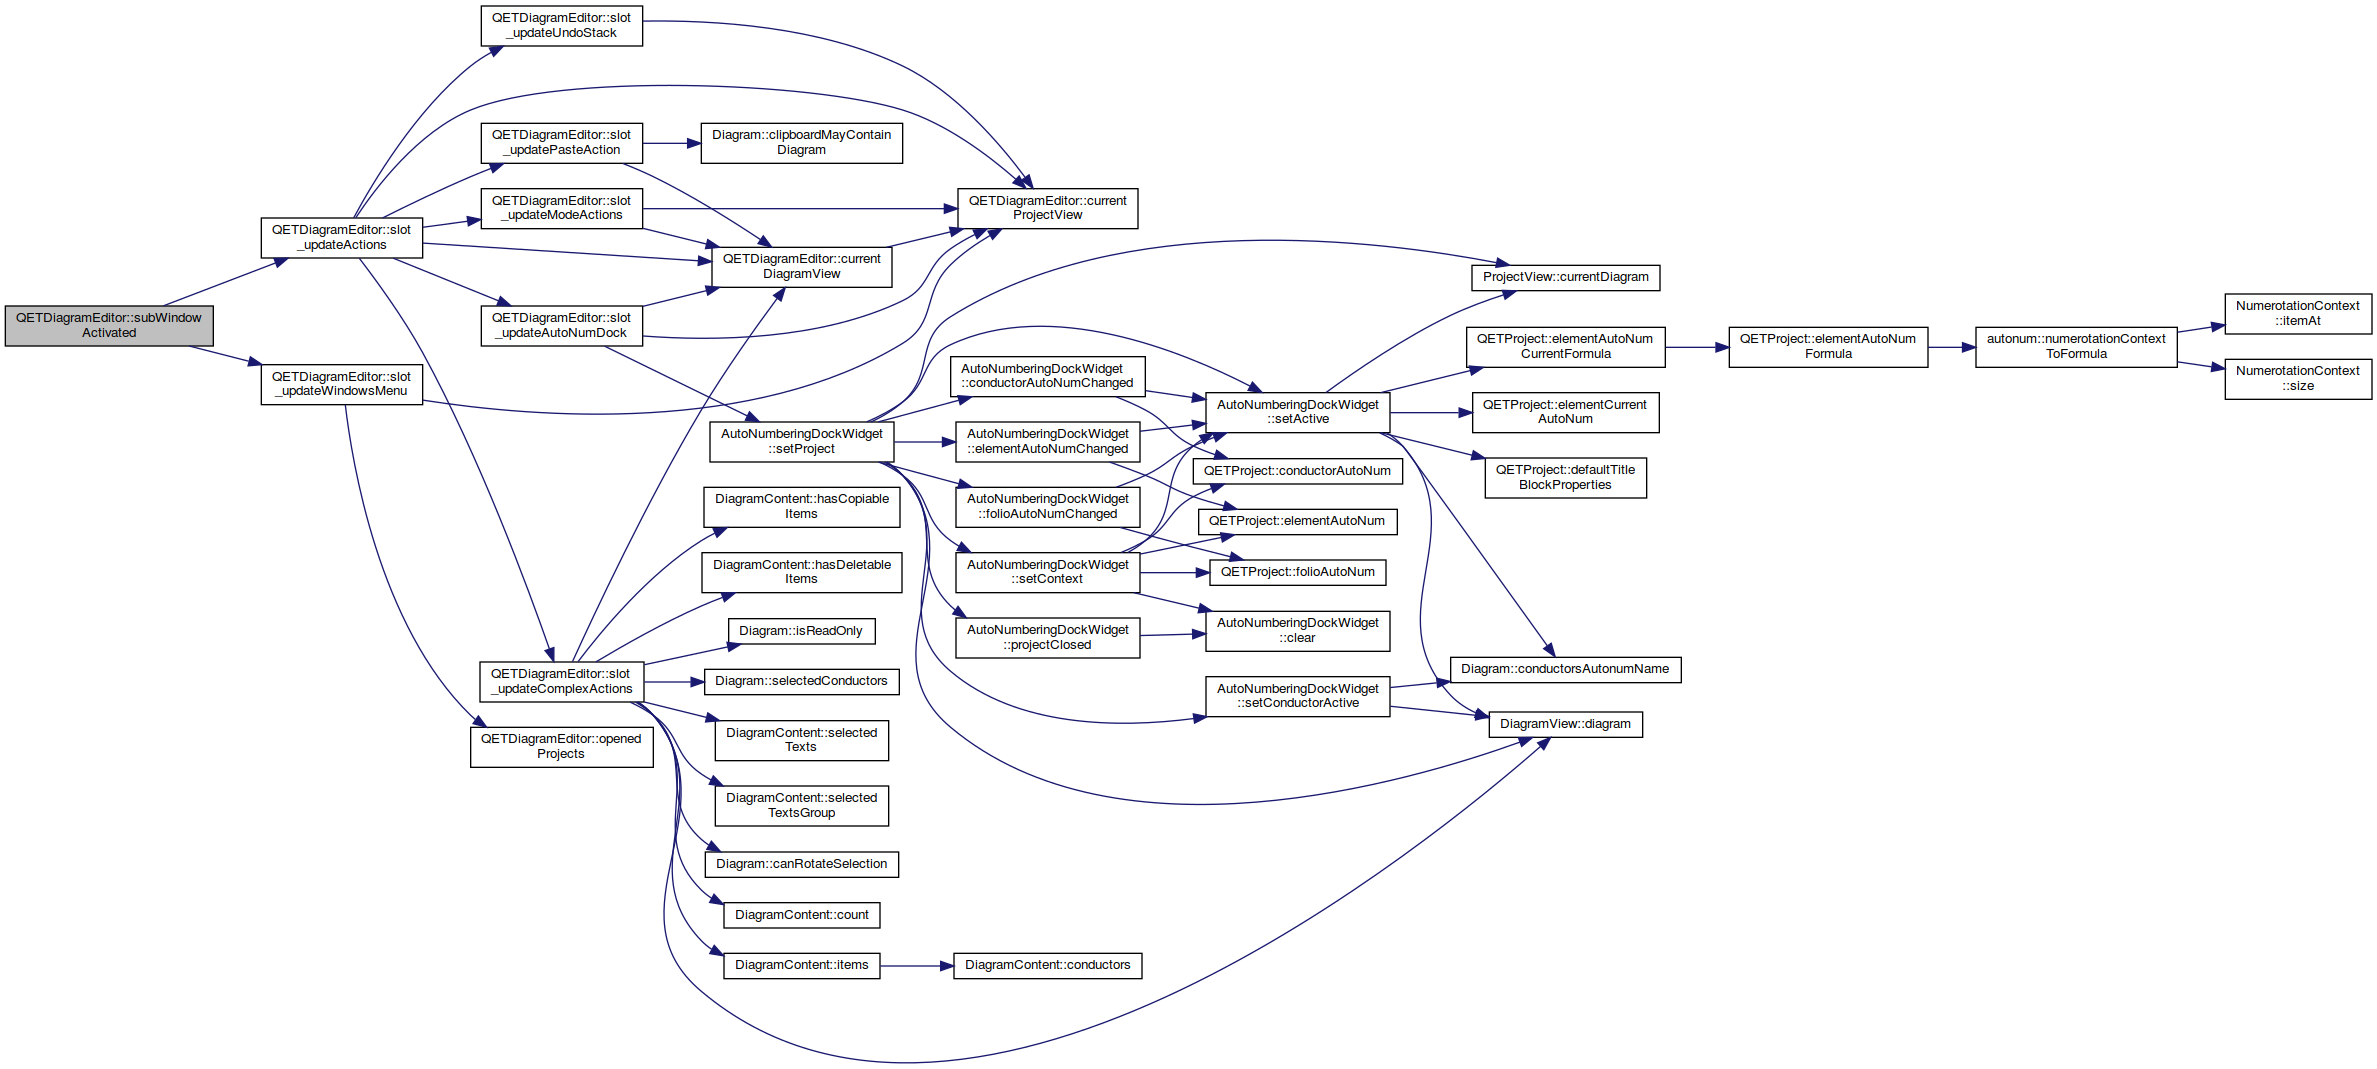 QETDiagramEditor::subWindow
Activated
QETDiagramEditor::slot
_updateActions
QETDiagramEditor::slot
_updateWindowsMenu
QETDiagramEditor::slot
_updateUndoStack
QETDiagramEditor::slot
_updatePasteAction
QETDiagramEditor::slot
_updateModeActions
QETDiagramEditor::slot
_updateAutoNumDock
QETDiagramEditor::slot
_updateComplexActions
QETDiagramEditor::opened
Projects
Diagram::clipboardMayContain
Diagram
QETDiagramEditor::current
DiagramView
AutoNumberingDockWidget
::setProject
DiagramContent::hasCopiable
Items
DiagramContent::hasDeletable
Items
Diagram::isReadOnly
Diagram::selectedConductors
DiagramContent::selected
Texts
DiagramContent::selected
TextsGroup
Diagram::canRotateSelection
DiagramContent::count
DiagramContent::items
QETDiagramEditor::current
ProjectView
AutoNumberingDockWidget
::conductorAutoNumChanged
AutoNumberingDockWidget
::elementAutoNumChanged
AutoNumberingDockWidget
::folioAutoNumChanged
AutoNumberingDockWidget
::setContext
AutoNumberingDockWidget
::projectClosed
DiagramContent::conductors
AutoNumberingDockWidget
::setActive
QETProject::conductorAutoNum
QETProject::elementAutoNum
QETProject::folioAutoNum
AutoNumberingDockWidget
::clear
AutoNumberingDockWidget
::setConductorActive
ProjectView::currentDiagram
QETProject::elementAutoNum
CurrentFormula
QETProject::elementCurrent
AutoNum
QETProject::defaultTitle
BlockProperties
Diagram::conductorsAutonumName
DiagramView::diagram
QETProject::elementAutoNum
Formula
autonum::numerotationContext
ToFormula
NumerotationContext
::itemAt
NumerotationContext
::size